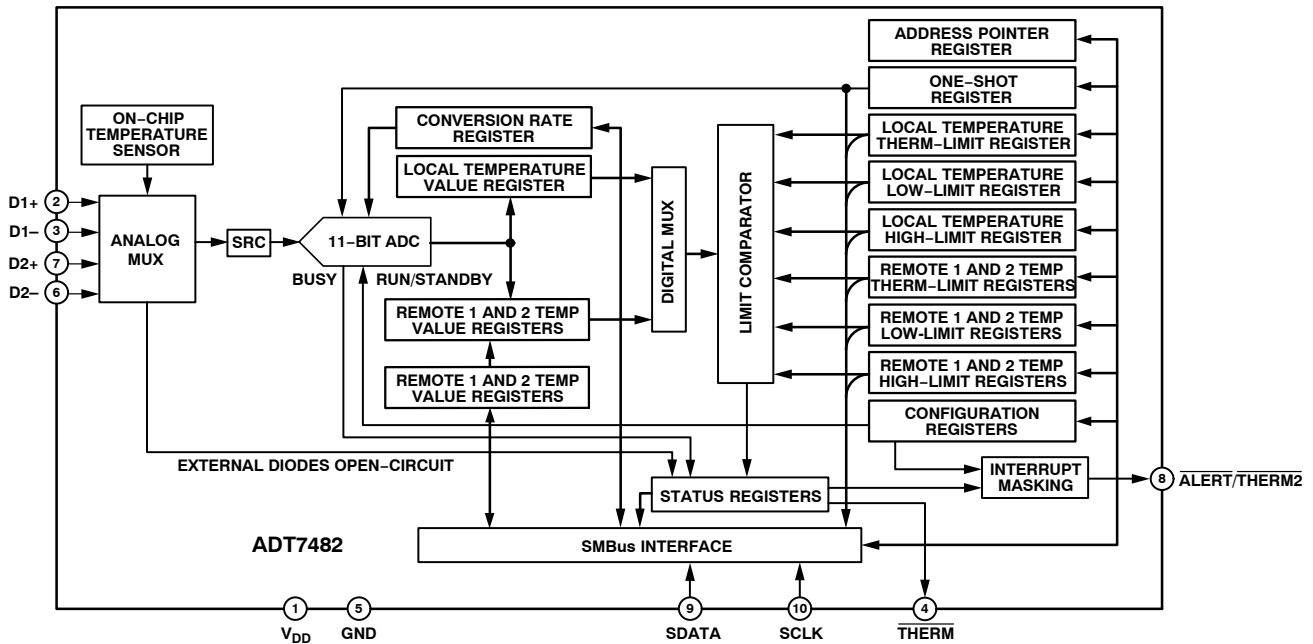 ADDRESS POINTER
REGISTER
ONE−SHOT
REGISTER
ON−CHIP
TEMPERATURE
SENSOR
CONVERSION RATE
REGISTER
LOCAL TEMPERATURE
THERM−LIMIT REGISTER
LOCAL TEMPERATURE
VALUE REGISTER
LOCAL TEMPERATURE
LOW−LIMIT REGISTER
D1+
2
D1−
3
D2+
7
D2−
6
ANALOG
MUX
SRC
11−BIT ADC
BUSY
RUN/STANDBY
DIGITAL MUX
LIMIT COMPARATOR
LOCAL TEMPERATURE
HIGH−LIMIT REGISTER
REMOTE 1 AND 2 TEMP
THERM−LIMIT REGISTERS
REMOTE 1 AND 2 TEMP
VALUE REGISTERS
REMOTE 1 AND 2 TEMP
LOW-LIMIT REGISTERS
REMOTE 1 AND 2 TEMP
VALUE REGISTERS
REMOTE 1 AND 2 TEMP
HIGH−LIMIT REGISTERS
CONFIGURATION
REGISTERS
EXTERNAL DIODES OPEN−CIRCUIT
INTERRUPT
MASKING
8
ALERT/THERM2
STATUS REGISTERS
ADT7482
SMBus INTERFACE
1
5
9
10
4
VDD
GND
SDATA
SCLK
THERM